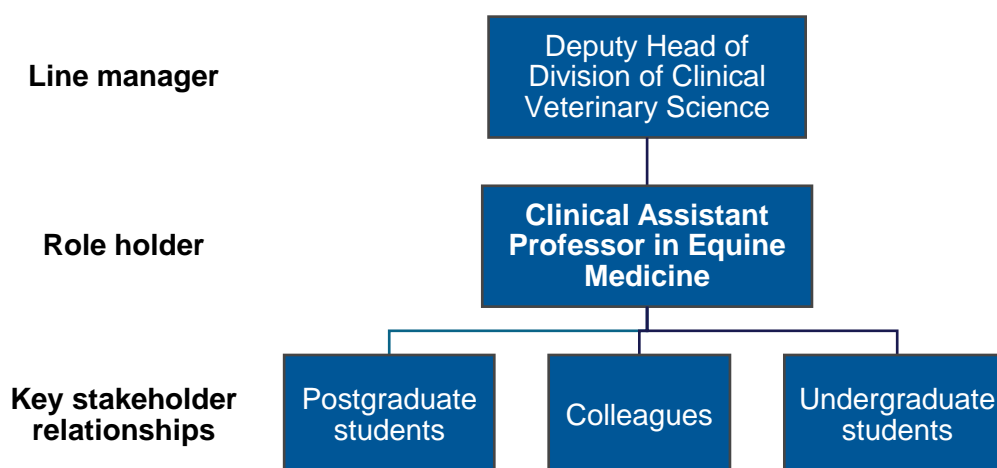 Line manager
Deputy Head of
Division of Clinical
Veterinary Science
Role holder
Clinical Assistant
Professor in Equine
Medicine
Key stakeholder
relationships
Postgraduate
students
Colleagues
Undergraduate
students